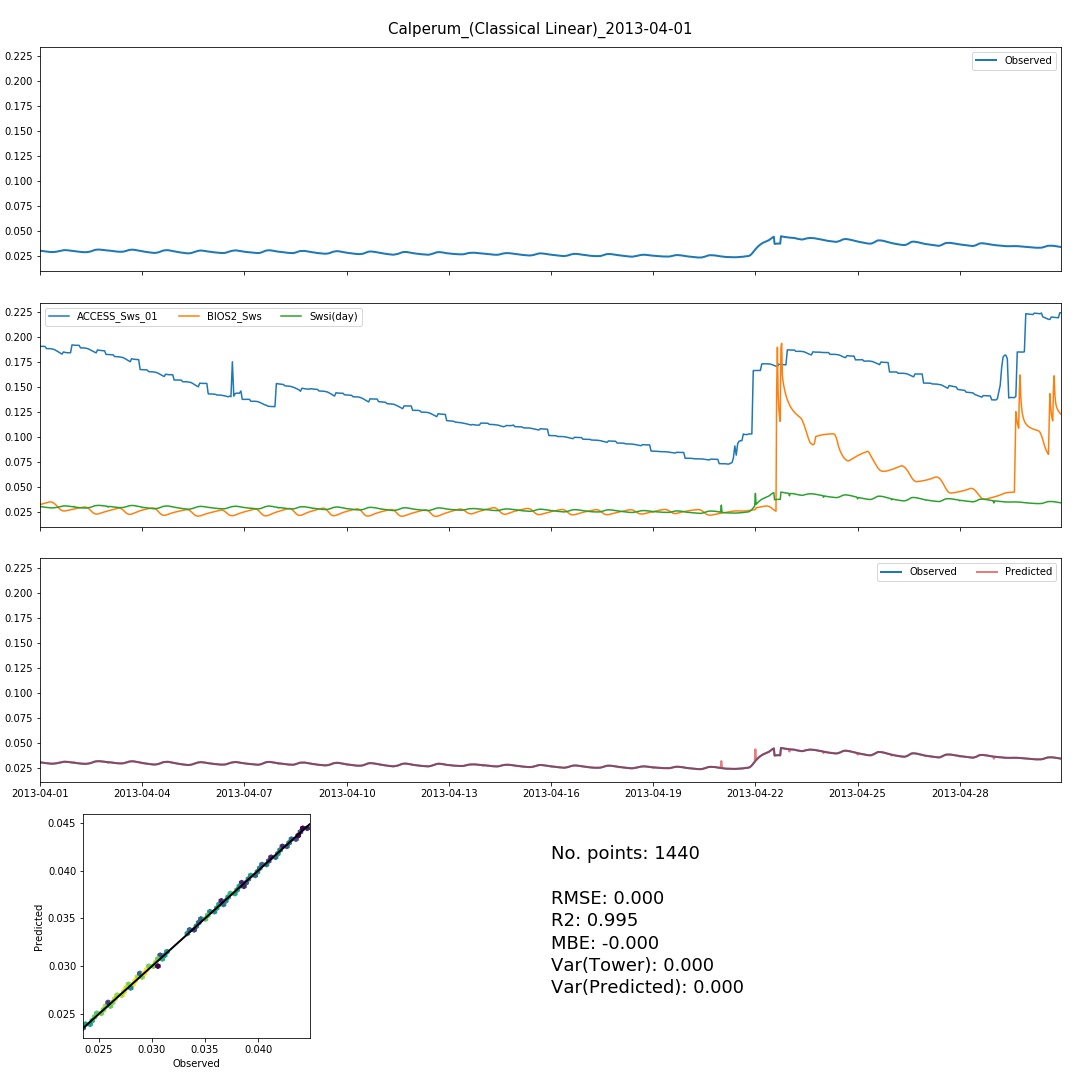 Calperum_(Classical Linear)_2013-04-01
0.225
0.200
0.175
0.150
0.125
0.100
0.075
0.050
0.025
Observed
0.225
0.200
0.175
0.150
0.125
0.100
0.075
0.050
0.025
ACCESS_Sws_01 BIOS2_Sws Swsi(day)
0.225
0.200
0.175
0.150
0.125
0.100
0.075
0.050
0.025
Observed Predicted
2013-04-01 2013-04-04 2013-04-07 2013-04-10 2013-04-13 2013-04-16 2013-04-19 2013-04-22 2013-04-25 2013-04-28
0.045
0.040
0.035
0.030
0.025
Predicted
0.025 0.030 0.035 0.040
Observed
No. points: 1440
RMSE: 0.000
R2: 0.995
MBE: -0.000
Var(Tower): 0.000
Var(Predicted): 0.000